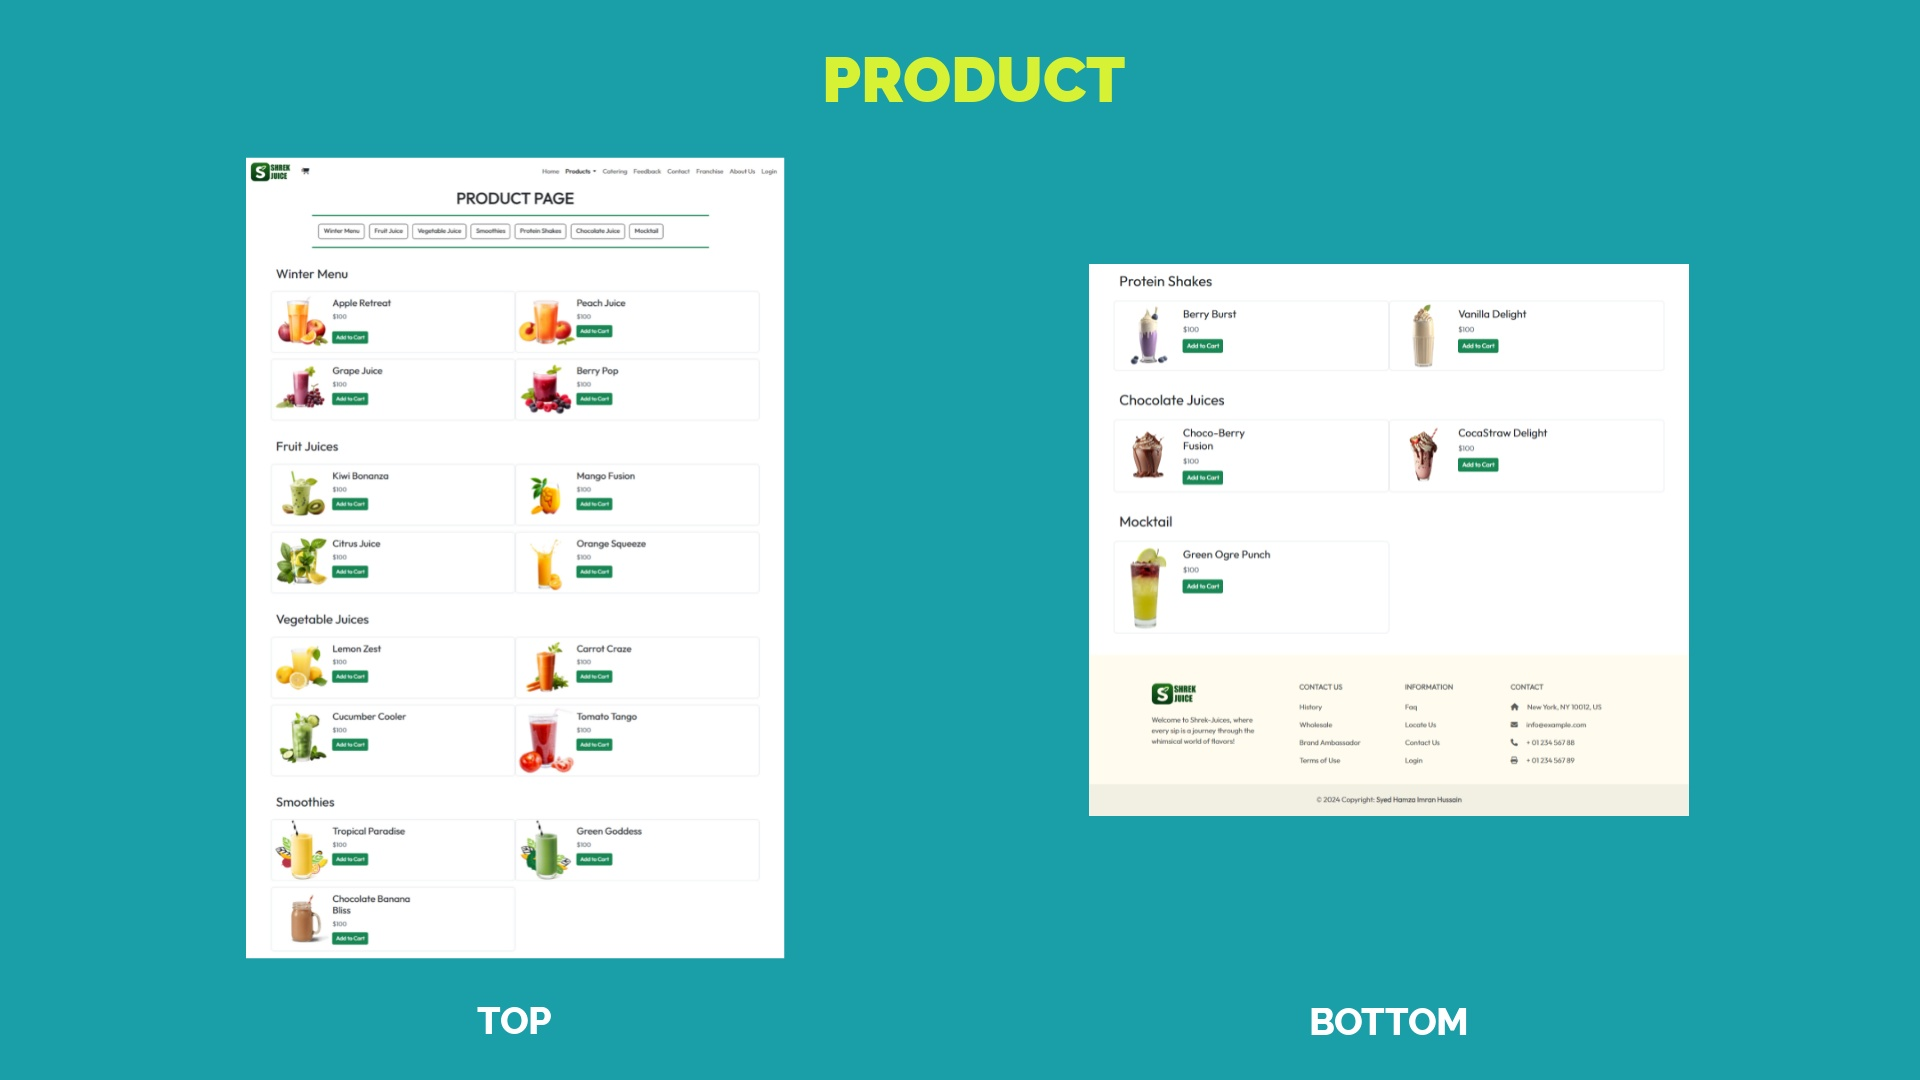 PRODUCT
SHREK
JUICE
Home Products Catering Feedback Contact Franchise About Us Login
PRODUCT PAGE
Winter Menu Fruit Juice Vegetable Juice Smoothies Protein Shakes Chocolate Juice Mocktail
Winter Menu
Apple Retreat
$100
Add to Cart
Peach Juice
$100
Add to Cart
Grape Juice
$100
Add to Cart
Berry Pop
$100
Add to Cart
Fruit Juices
Kiwi Bonanza
$100
Add to Cart
Mango Fusion
$100
Add to Cart
Citrus Juice
$100
Add to Cart
Orange Squeeze
$100
Add to Cart
Vegetable Juices
Lemon Zest
$100
Add to Cart
Carrot Craze
$100
Add to Cart
Cucumber Cooler
$100
Add to Cart
Tomato Tango
$100
Add to Cart
Smoothies
Tropical Paradise
$100
Add to Cart
Green Goddess
$100
Add to Cart
Chocolate Banana
Bliss
$100
Add to Cart
TOP
Protein Shakes
Berry Burst
$100
Add to Cart
Vanilla Delight
$100
Add to Cart
Chocolate Juices
Choco-Berry
Fusion
$100
Add to Cart
CocaStraw Delight
$100
Add to Cart
Mocktail
Green Ogre Punch
$100
Add to Cart
SHREK
JUICE
Welcome to Shrek-Juices, where
every sip is a journey through the
whimsical world of flavors!
CONTACT US
History
Wholesale
Brand Ambassador
Terms of Use
INFORMATION
Faq
Locate Us
Contact Us
Login
CONTACT
New York, NY 10012, US
info@example.com
+ 01 234 567 88
+ 01 234 567 89
© 2024 Copyright: Syed Hamza Imran Hussain
BOTTOM